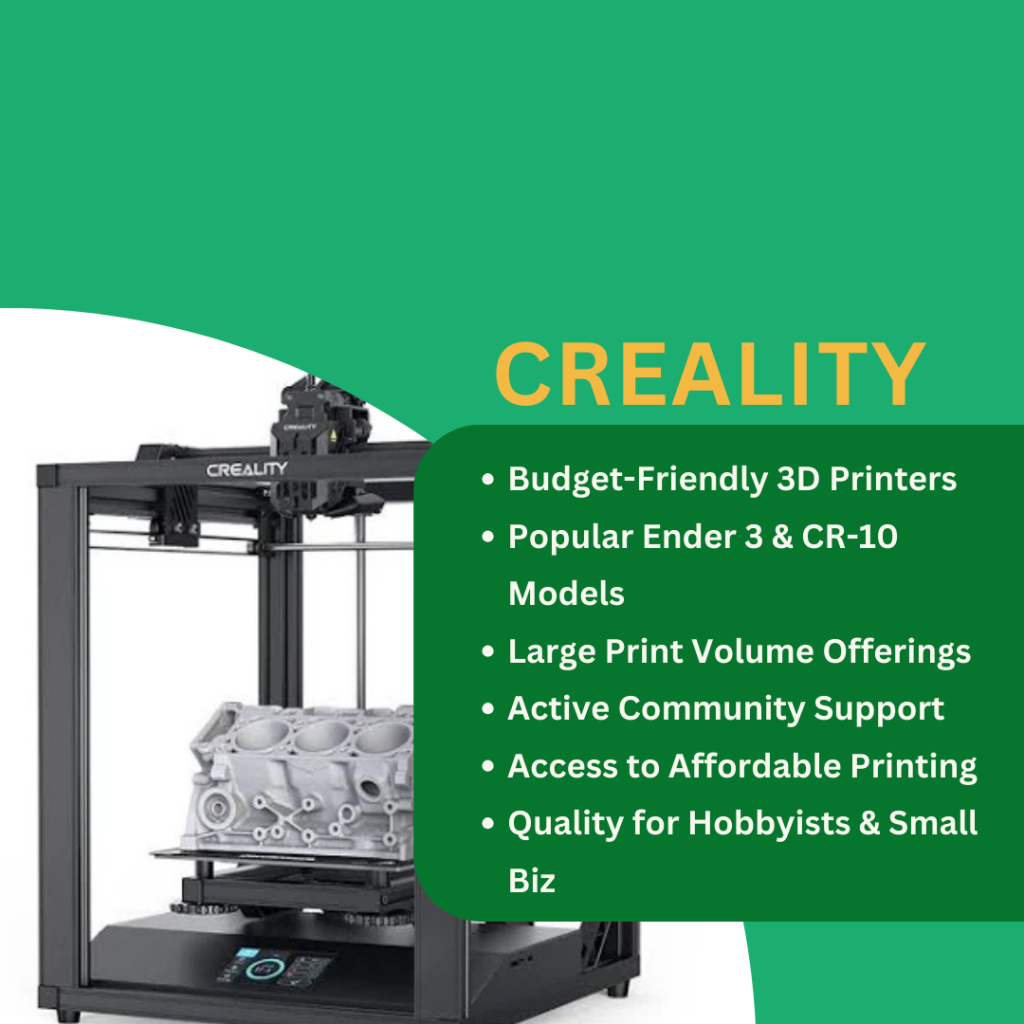 CREALITY
CREALITY
CREALITY
• Budget-Friendly 3D Printers
• Popular Ender 3 & CR-10
Models
• Large Print Volume Offerings
• Active Community Support
• Access to Affordable Printing
• Quality for Hobbyists & Small
Biz